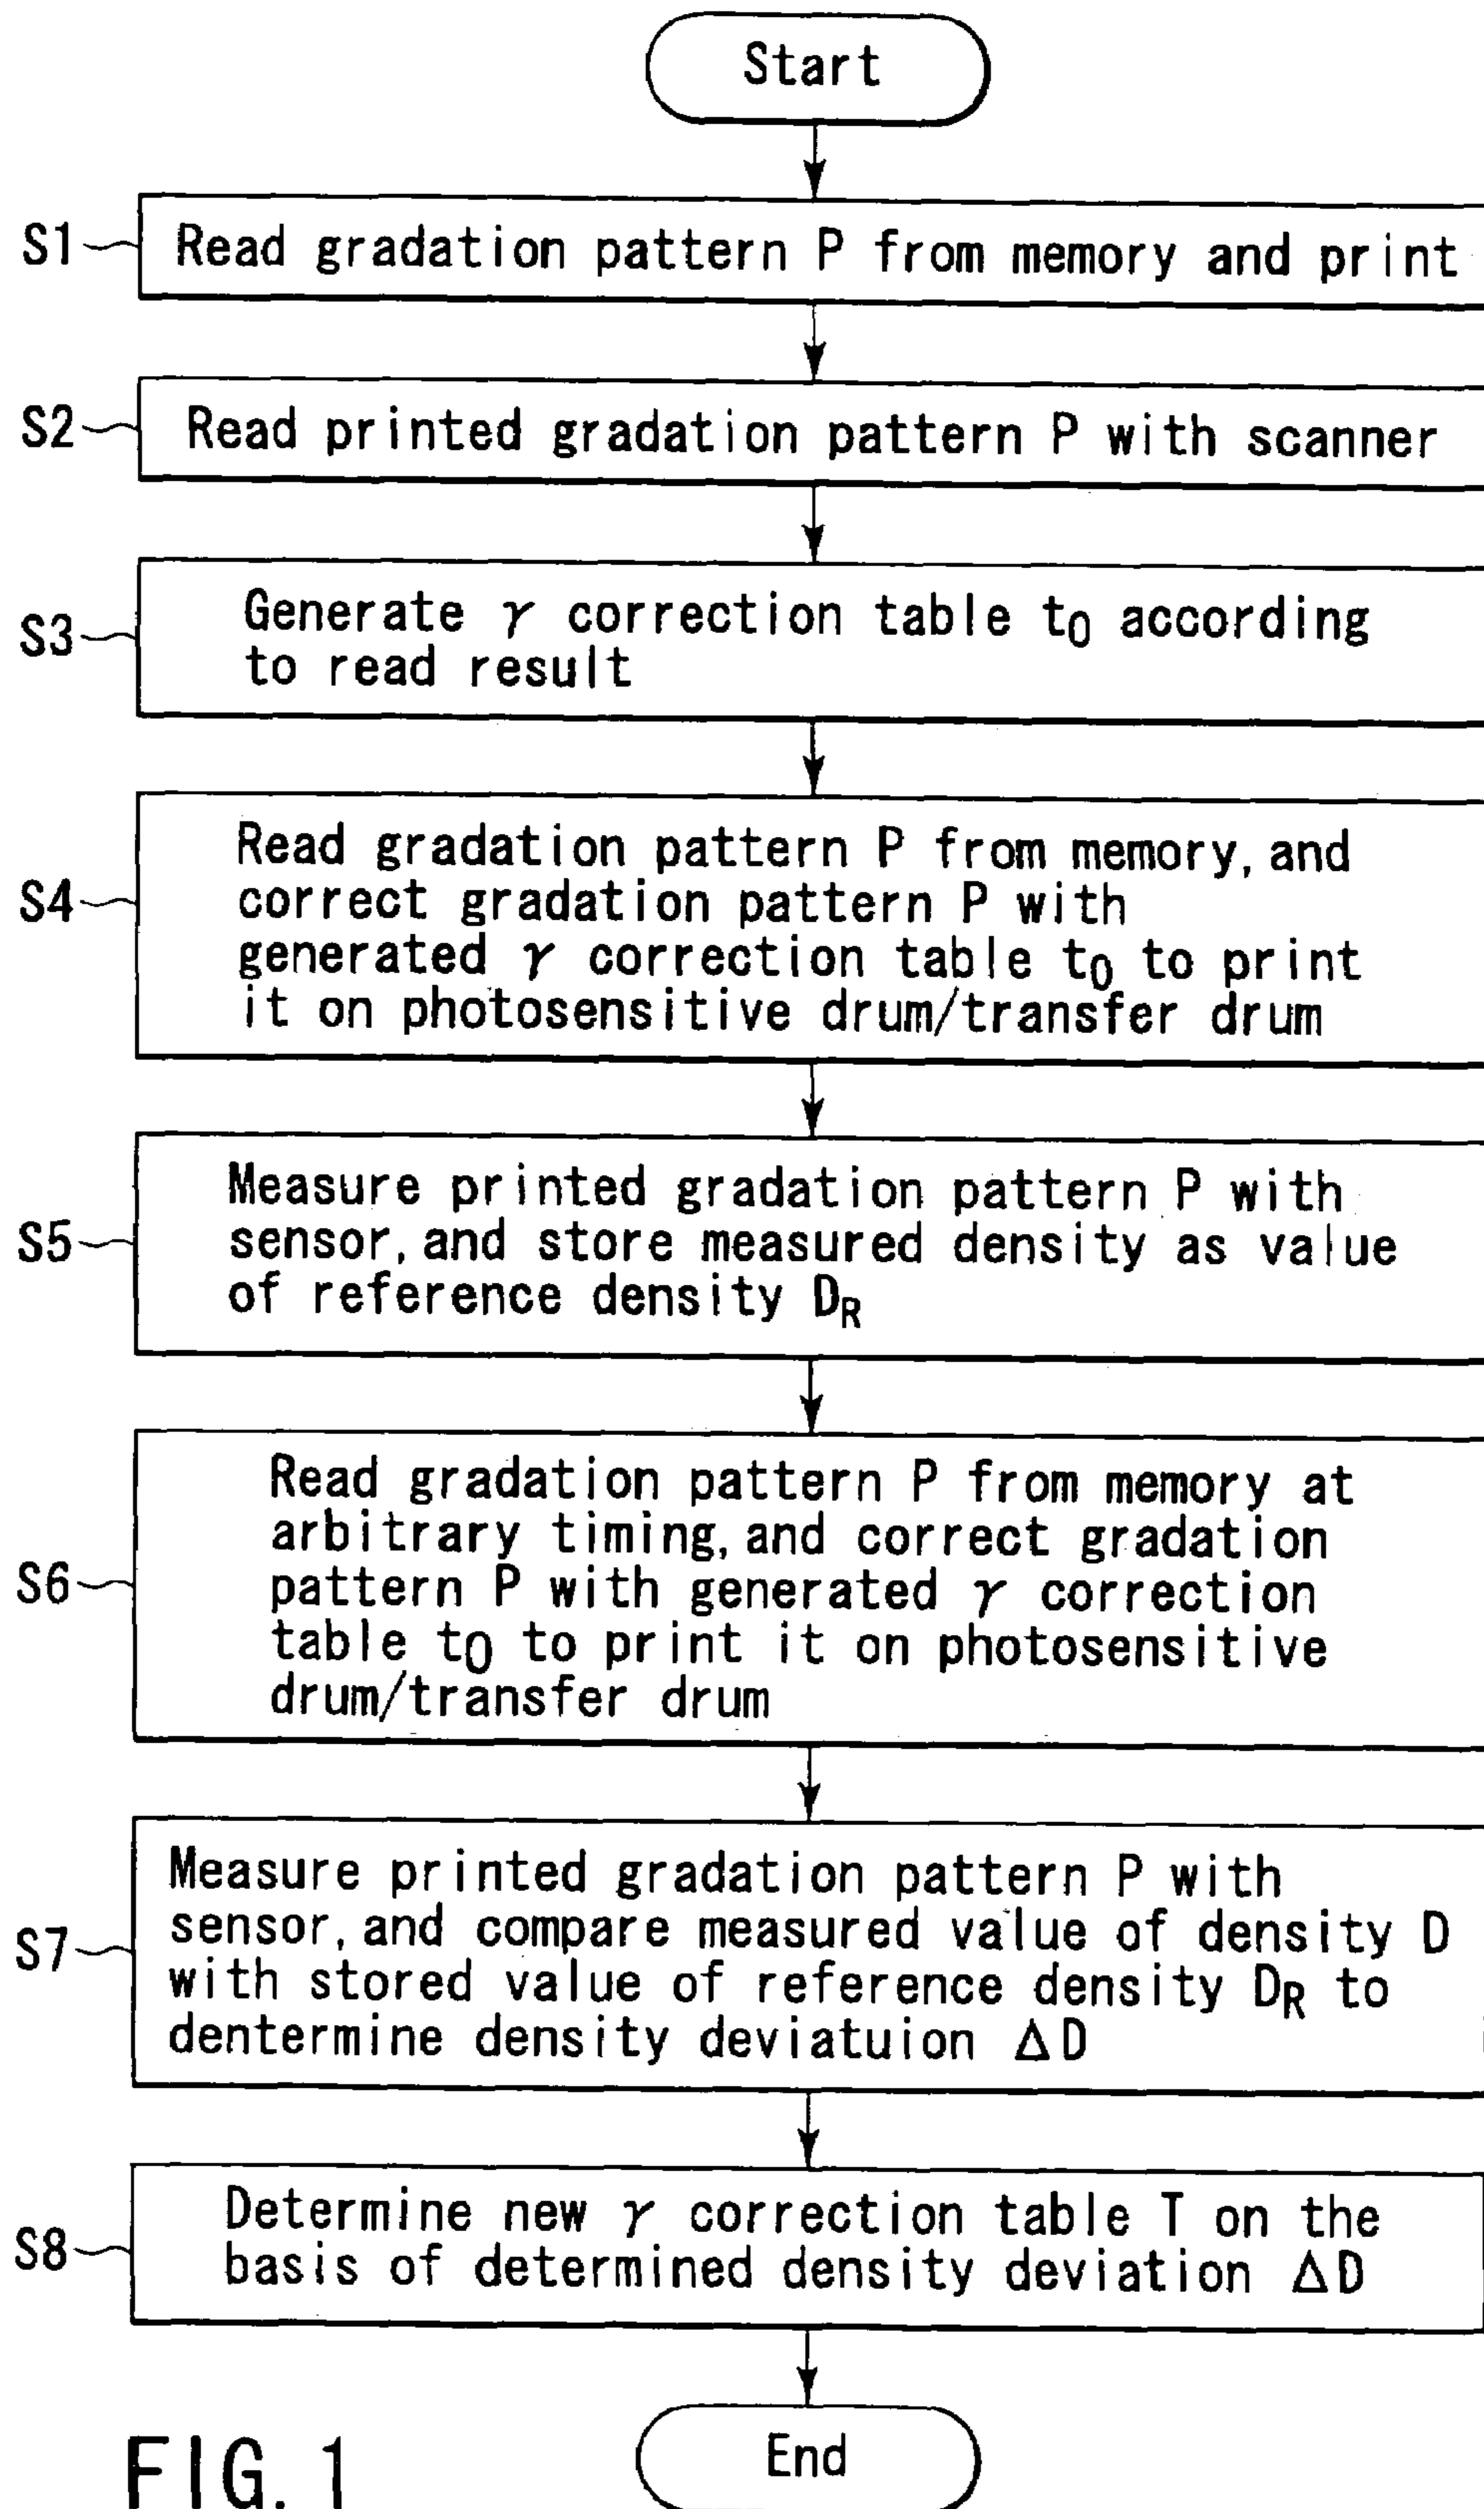 Start
S1 Read gradation pattern P from memory and print
S2 Read printed gradation pattern P with scanner
S3 Generate γ correction table t0 according
to read result
S4 Read gradation pattern P from memory, and
correct gradation pattern P with
generated γ correction table t0 to print
it on photosensitive drum/transfer drum
S5 Measure printed gradation pattern P with
sensor, and store measured density as value
of reference density DR
S6 Read gradation pattern P from memory at
arbitrary timing, and correct gradation
pattern P with generated γ correction
table t0 to print it on photosensitive
drum/transfer drum
S7 Measure printed gradation pattern P with
sensor, and compare measured value of density D
with stored value of reference density DR to
dentermine density deviatuion ΔD
S8 Determine new γ correction table T on the
basis of determined density deviation ΔD
End
FIG. 1